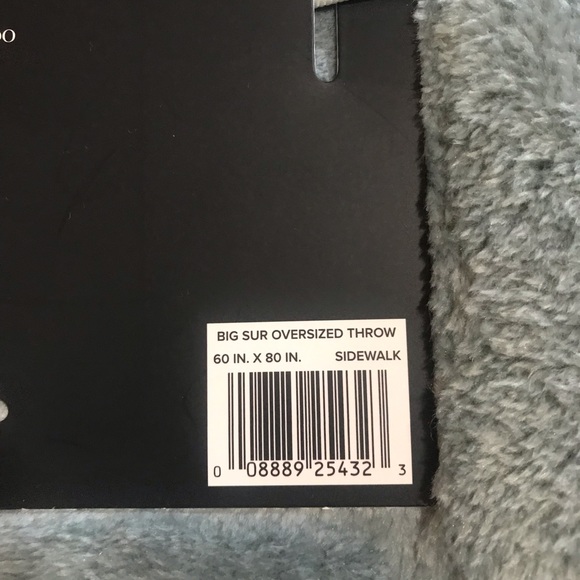 BIG SUR OVERSIZED THROW
60 IN. X 80 IN. SIDEWALK
0 08889 25432 3